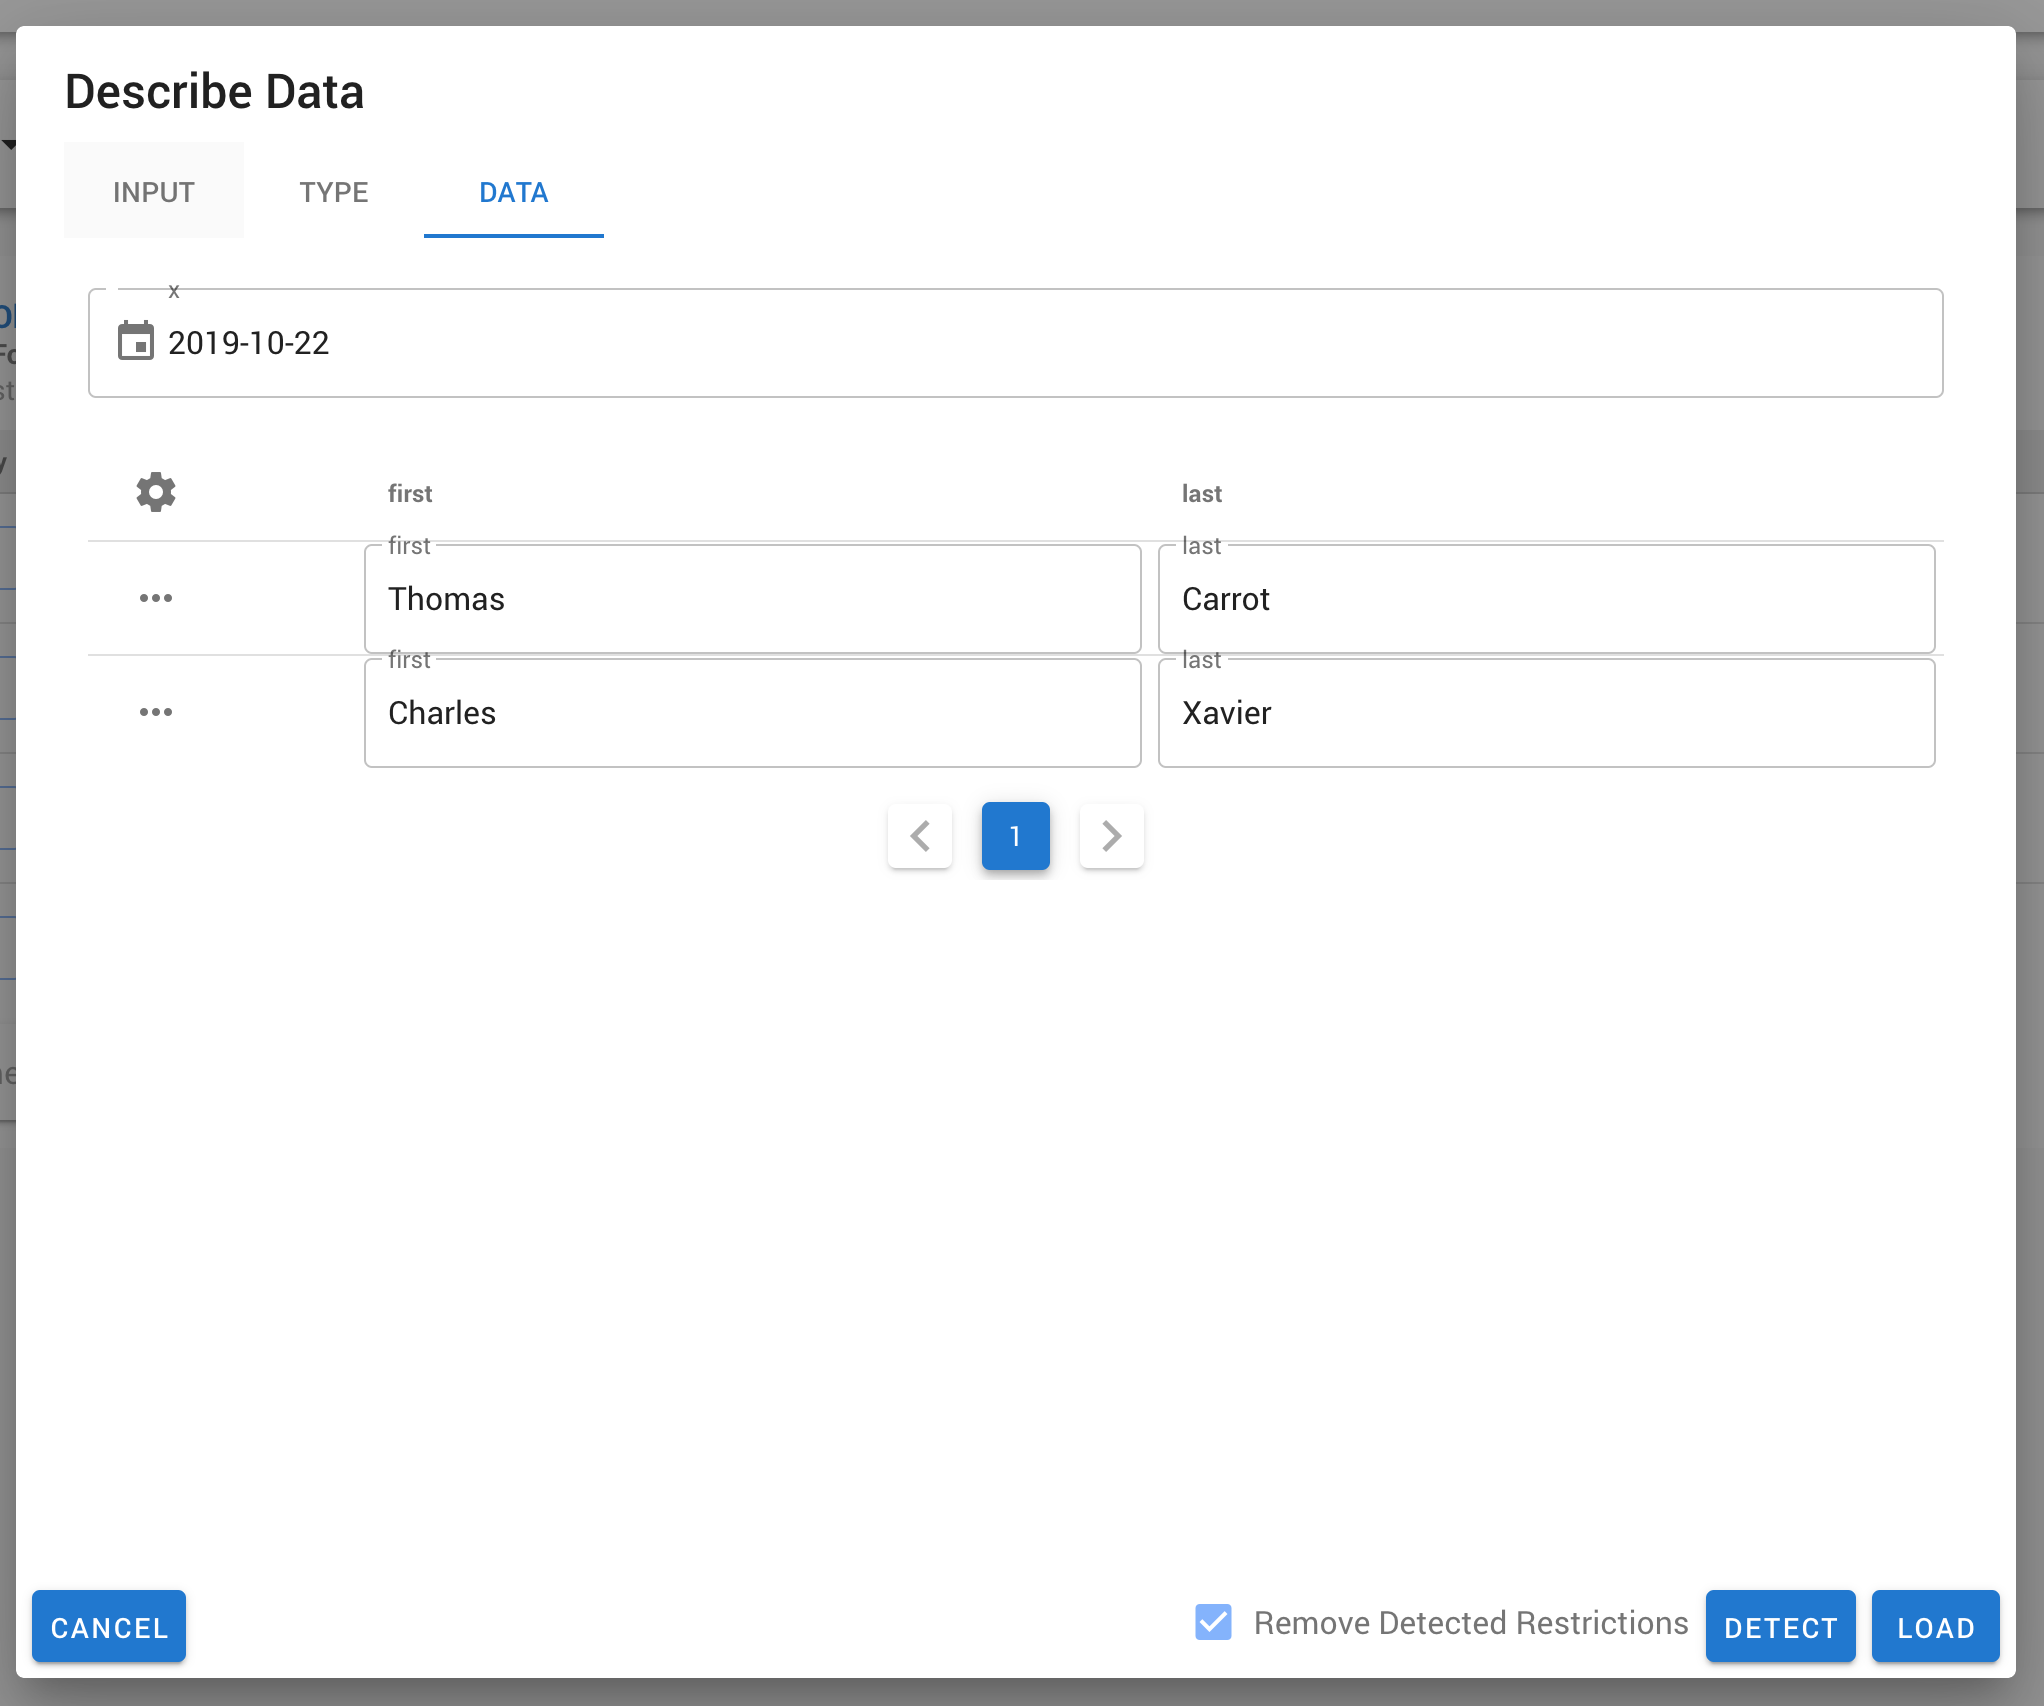 Describe Data
INPUT TYPE DATA
x
2019-10-22
first last
first last
Thomas Carrot
first last
Charles Xavier
1
CANCEL Remove Detected Restrictions DETECT LOAD